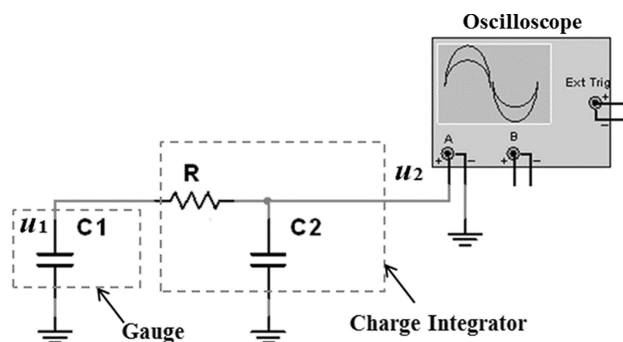 Oscilloscope
Ext Trig
+
−
A
B
+ − + −
R
u2
u1
C1
C2
Gauge
Charge Integrator